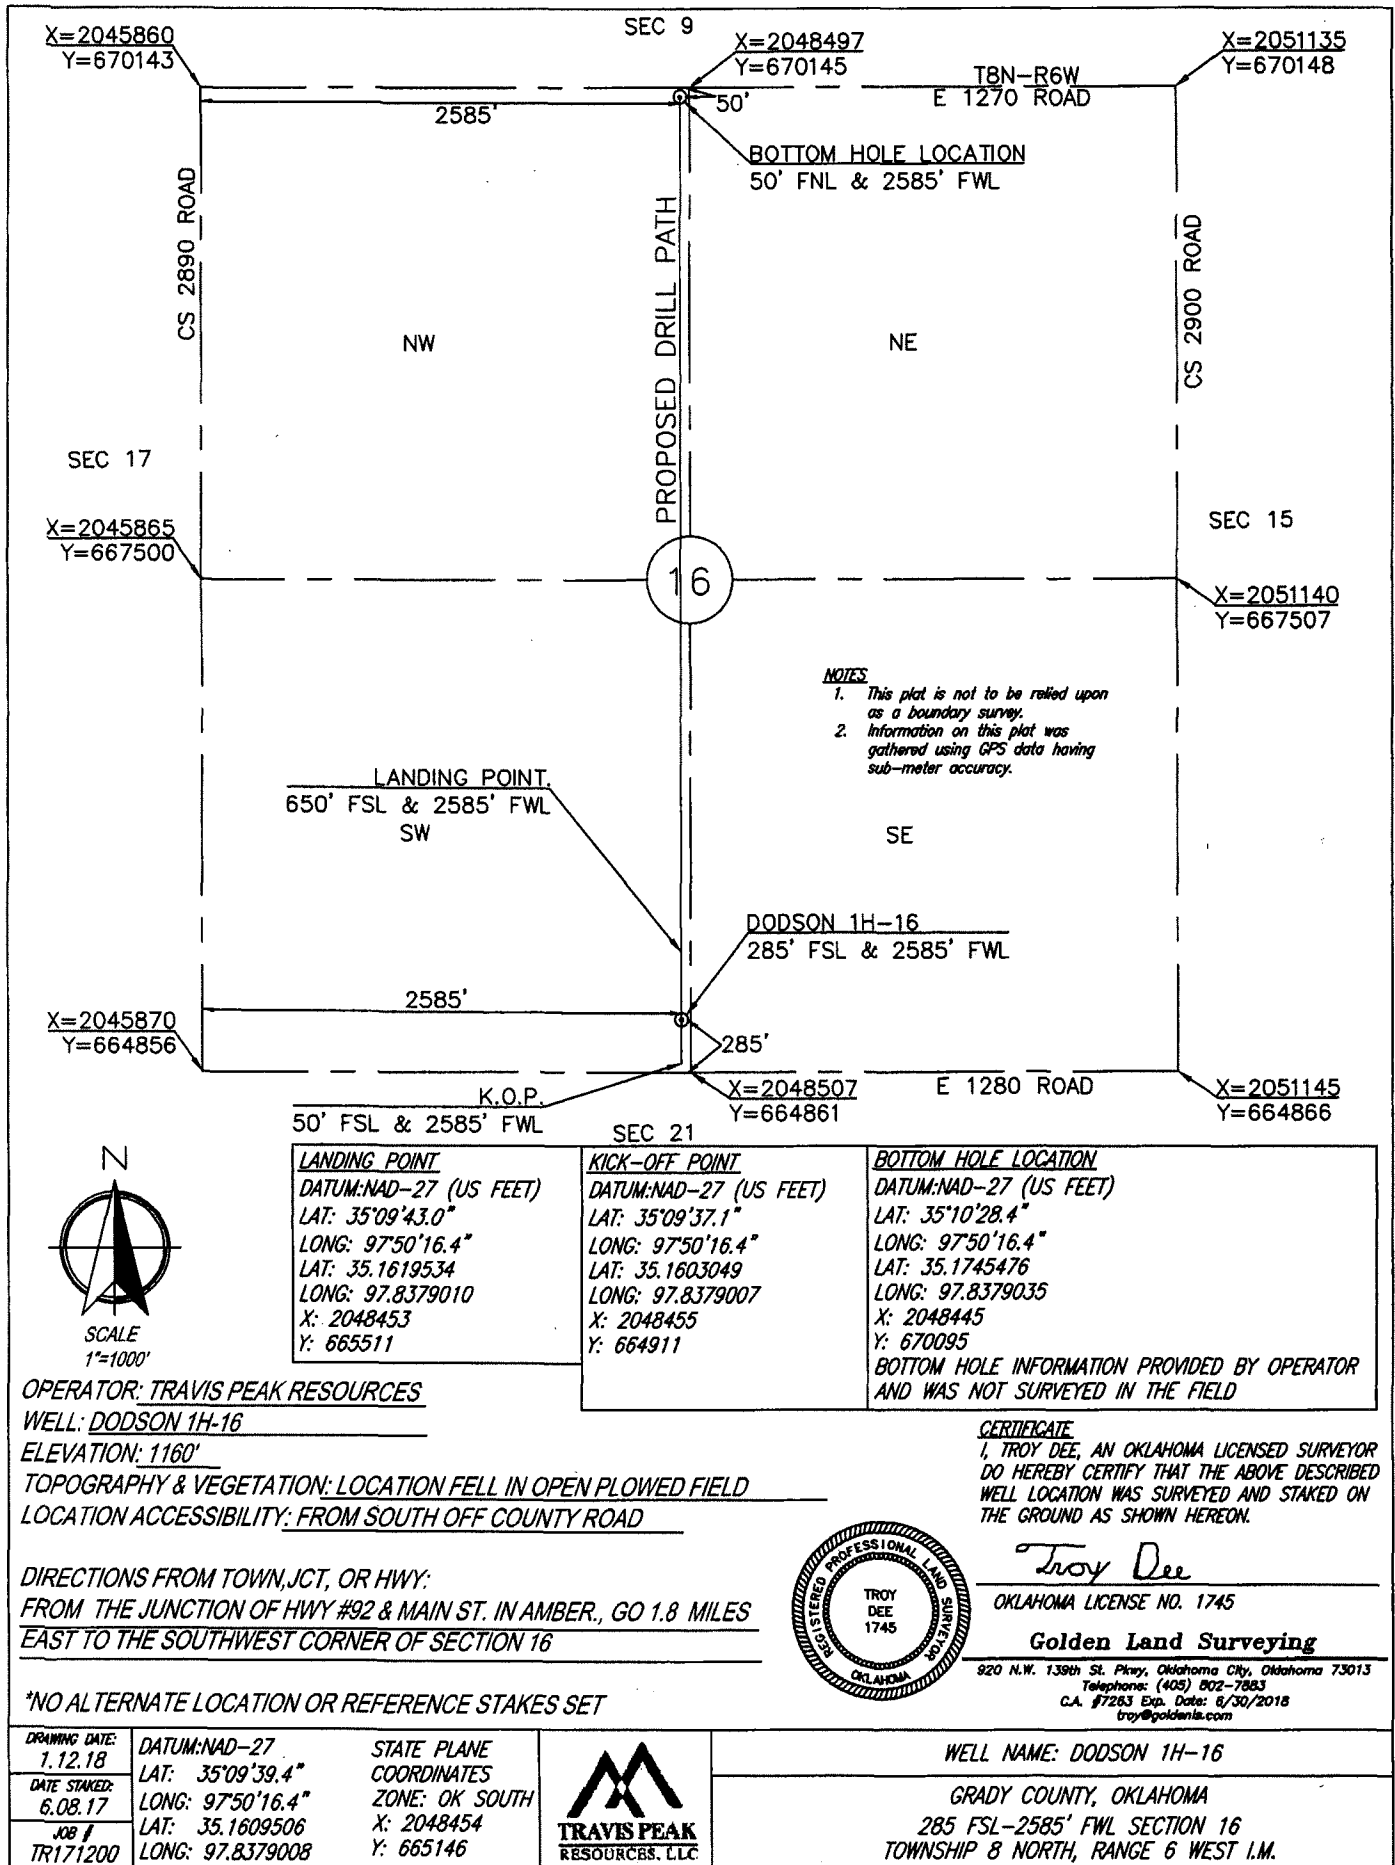 SEC 9
X=2045860
Y=670143
X=2048497
Y=670145
X=2051135
Y=670148
T8N-R6W
E 1270 ROAD
2585'
50'
BOTTOM HOLE LOCATION
50' FNL & 2585' FWL
CS 2890 ROAD
PROPOSED DRILL PATH
CS 2900 ROAD
NW
NE
SEC 17
SEC 15
X=2045865
Y=667500
16
X=2051140
Y=667507
NOTES
1. This plat is not to be relied upon
as a boundary survey.
2. Information on this plat was
gathered using GPS data having
sub-meter accuracy.
LANDING POINT.
650' FSL & 2585' FWL
SW
SE
DODSON 1H-16
285' FSL & 2585' FWL
2585'
X=2045870
Y=664856
285'
K.O.P.
50' FSL & 2585' FWL
X=2048507
Y=664861
E 1280 ROAD
X=2051145
Y=664866
SEC 21
N
SCALE
1"=1000'
LANDING POINT
DATUM:NAD-27 (US FEET)
LAT: 35°09'43.0"
LONG: 97°50'16.4"
LAT: 35.1619534
LONG: 97.8379010
X: 2048453
Y: 665511
KICK-OFF POINT
DATUM:NAD-27 (US FEET)
LAT: 35°09'37.1"
LONG: 97°50'16.4"
LAT: 35.1603049
LONG: 97.8379007
X: 2048455
Y: 664911
BOTTOM HOLE LOCATION
DATUM:NAD-27 (US FEET)
LAT: 35°10'28.4"
LONG: 97°50'16.4"
LAT: 35.1745476
LONG: 97.8379035
X: 2048445
Y: 670095
BOTTOM HOLE INFORMATION PROVIDED BY OPERATOR
AND WAS NOT SURVEYED IN THE FIELD
OPERATOR: TRAVIS PEAK RESOURCES
WELL: DODSON 1H-16
ELEVATION: 1160'
TOPOGRAPHY & VEGETATION: LOCATION FELL IN OPEN PLOWED FIELD
LOCATION ACCESSIBILITY: FROM SOUTH OFF COUNTY ROAD
DIRECTIONS FROM TOWN,JCT, OR HWY:
FROM THE JUNCTION OF HWY #92 & MAIN ST. IN AMBER., GO 1.8 MILES
EAST TO THE SOUTHWEST CORNER OF SECTION 16
*NO ALTERNATE LOCATION OR REFERENCE STAKES SET
CERTIFICATE
I, TROY DEE, AN OKLAHOMA LICENSED SURVEYOR
DO HEREBY CERTIFY THAT THE ABOVE DESCRIBED
WELL LOCATION WAS SURVEYED AND STAKED ON
THE GROUND AS SHOWN HEREON.
Troy Dee
OKLAHOMA LICENSE NO. 1745
REGISTERED PROFESSIONAL LAND SURVEYOR
TROY
DEE
1745
OKLAHOMA
Golden Land Surveying
920 N.W. 139th St. Pkwy, Oklahoma City, Oklahoma 73013
Telephone: (405) 802-7883
C.A. #7263 Exp. Date: 6/30/2018
troy@goldenls.com
DRAWING DATE:
1.12.18
DATE STAKED:
6.08.17
JOB #
TR171200
DATUM:NAD-27
LAT: 35°09'39.4"
LONG: 97°50'16.4"
LAT: 35.1609506
LONG: 97.8379008
STATE PLANE
COORDINATES
ZONE: OK SOUTH
X: 2048454
Y: 665146
TRAVIS PEAK
RESOURCES, LLC
WELL NAME: DODSON 1H-16
GRADY COUNTY, OKLAHOMA
285 FSL-2585' FWL SECTION 16
TOWNSHIP 8 NORTH, RANGE 6 WEST I.M.